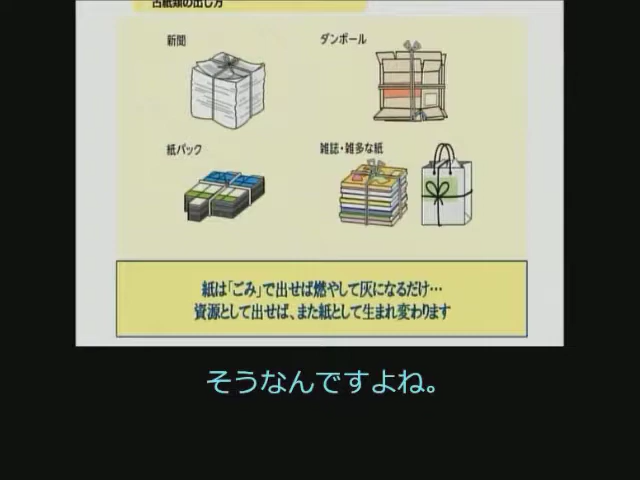 古紙類の出し方
新聞
ダンボール
紙パック
雑誌・雑多な紙
紙は「ごみ」で出せば燃やして灰になるだけ…
資源として出せば、また紙として生まれ変わります
そうなんですよね。